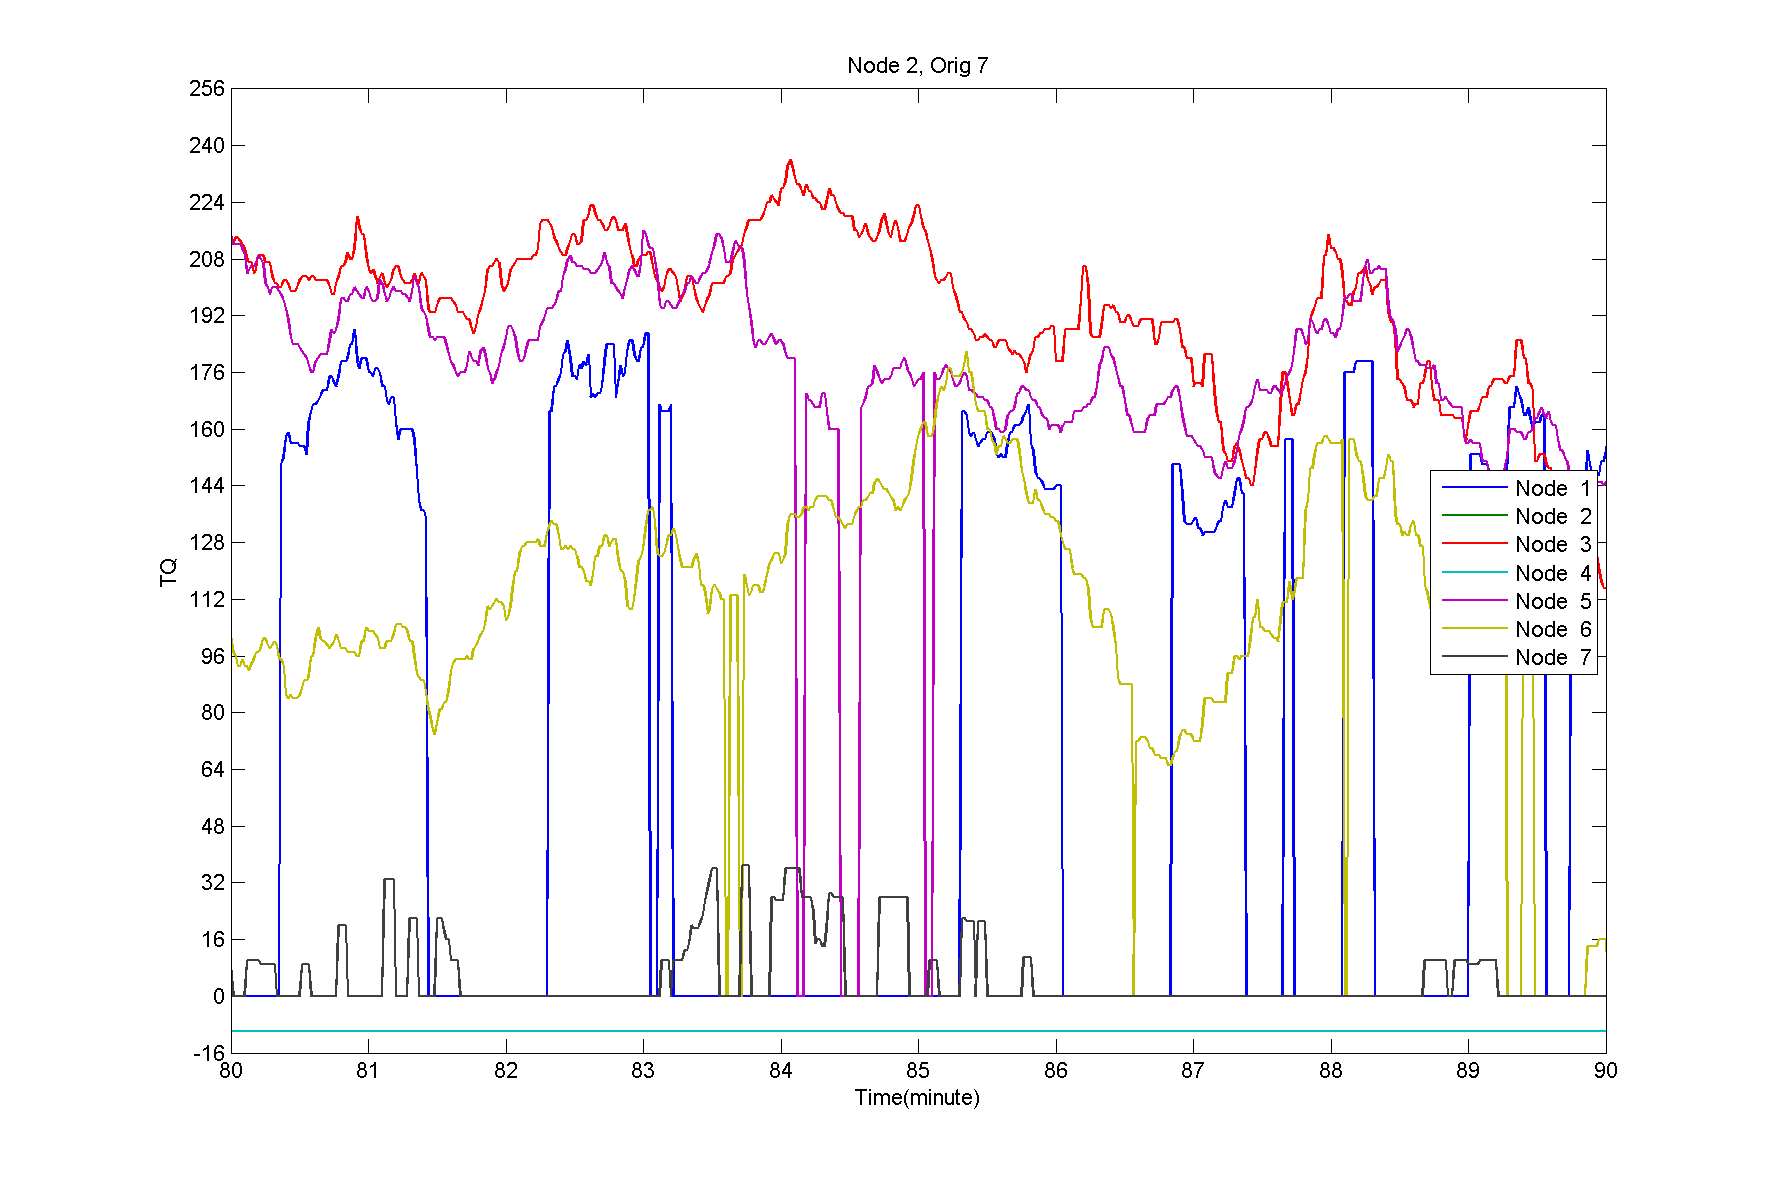 Node 2, Orig 7
256
240
224
208
192
176
160
144
128
112
96
80
64
48
32
16
0
-16
TQ
Node 1
Node 2
Node 3
Node 4
Node 5
Node 6
Node 7
80 81 82 83 84 85 86 87 88 89 90
Time(minute)